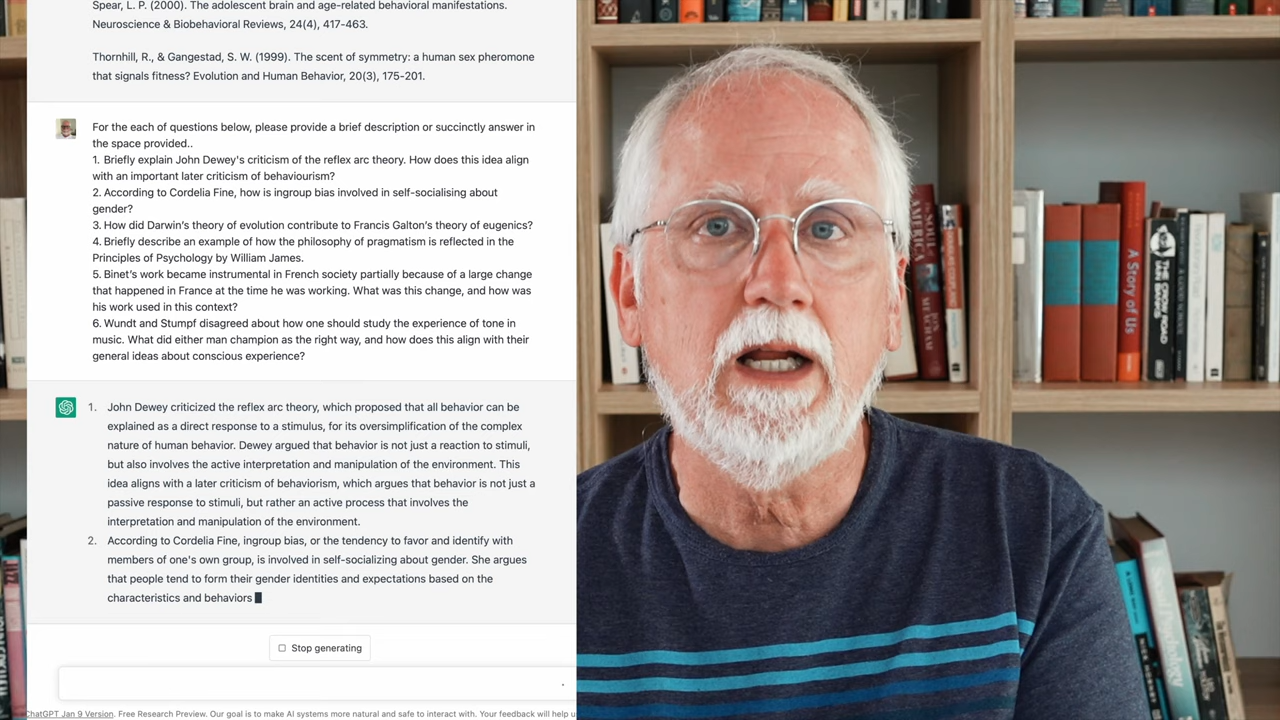 Spear, L. P. (2000). The adolescent brain and age-related behavioral manifestations.
Neuroscience & Biobehavioral Reviews, 24(4), 417-463.
Thornhill, R., & Gangestad, S. W. (1999). The scent of symmetry: a human sex pheromone
that signals fitness? Evolution and Human Behavior, 20(3), 175-201.
For the each of questions below, please provide a brief description or succinctly answer in
the space provided..
1. Briefly explain John Dewey's criticism of the reflex arc theory. How does this idea align
with an important later criticism of behaviourism?
2. According to Cordelia Fine, how is ingroup bias involved in self-socialising about
gender?
3. How did Darwin's theory of evolution contribute to Francis Galton's theory of eugenics?
4. Briefly describe an example of how the philosophy of pragmatism is reflected in the
Principles of Psychology by William James.
5. Binet's work became instrumental in French society partially because of a large change
that happened in France at the time he was working. What was this change, and how was
his work used in this context?
6. Wundt and Stumpf disagreed about how one should study the experience of tone in
music. What did either man champion as the right way, and how does this align with their
general ideas about conscious experience?
1. John Dewey criticized the reflex arc theory, which proposed that all behavior can be
explained as a direct response to a stimulus, for its oversimplification of the complex
nature of human behavior. Dewey argued that behavior is not just a reaction to stimuli,
but also involves the active interpretation and manipulation of the environment. This
idea aligns with a later criticism of behaviorism, which argues that behavior is not just a
passive response to stimuli, but rather an active process that involves the
interpretation and manipulation of the environment.
2. According to Cordelia Fine, ingroup bias, or the tendency to favor and identify with
members of one's own group, is involved in self-socializing about gender. She argues
that people tend to form their gender identities and expectations based on the
characteristics and behaviors
Stop generating
ChatGPT Jan 9 Version. Free Research Preview. Our goal is to make AI systems more natural and safe to interact with. Your feedback will help u
SOUL
AMERICA
JON
MEACHAM
A Story of Us
THE CROW ROAD
IAIN BANKS